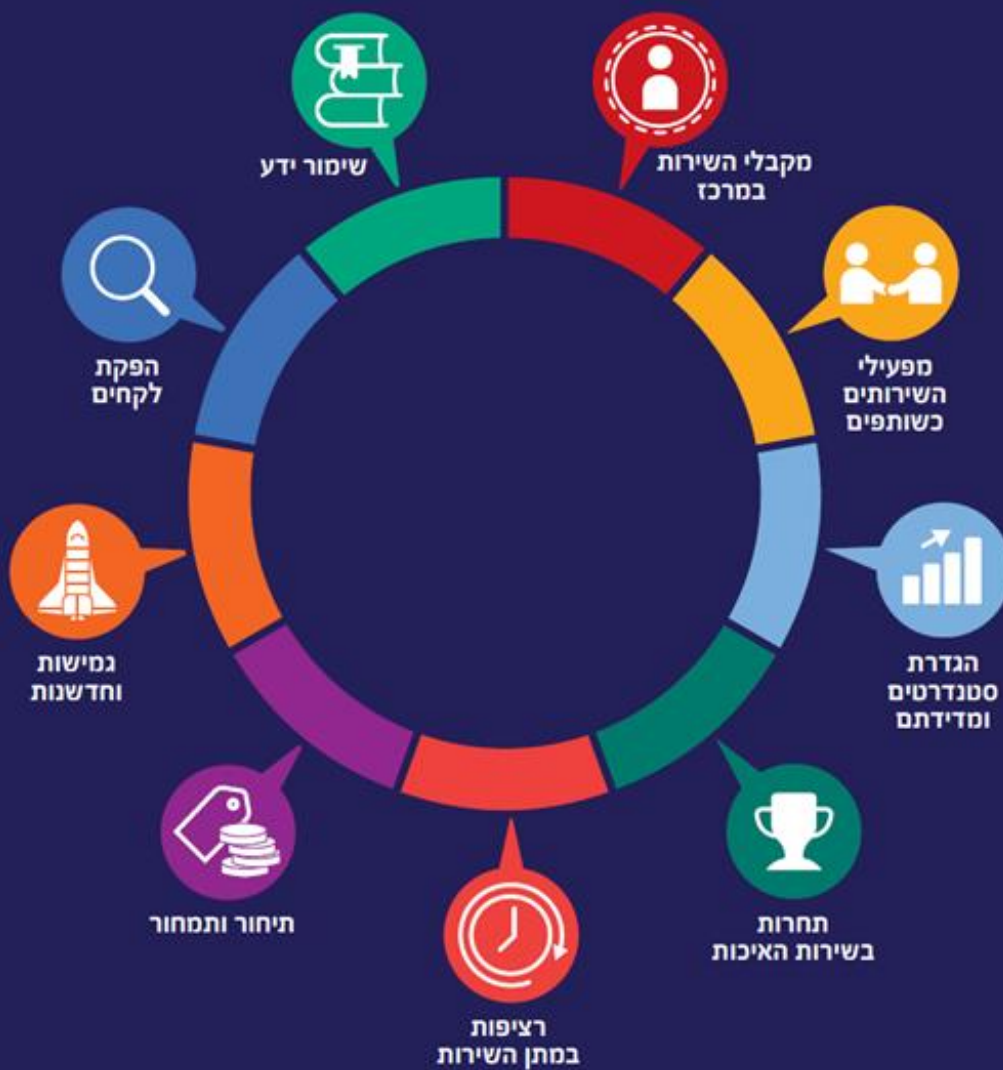 מקבלי השירות
במרכז
מפעילי
השירותים
כשותפים
הגדרת
סטנדרטים
ומדידתם
תחרות
בשירות האיכות
רציפות
במתן השירות
תיחור ותמחור
גמישות
וחדשנות
הפקת
לקחים
שימור ידע